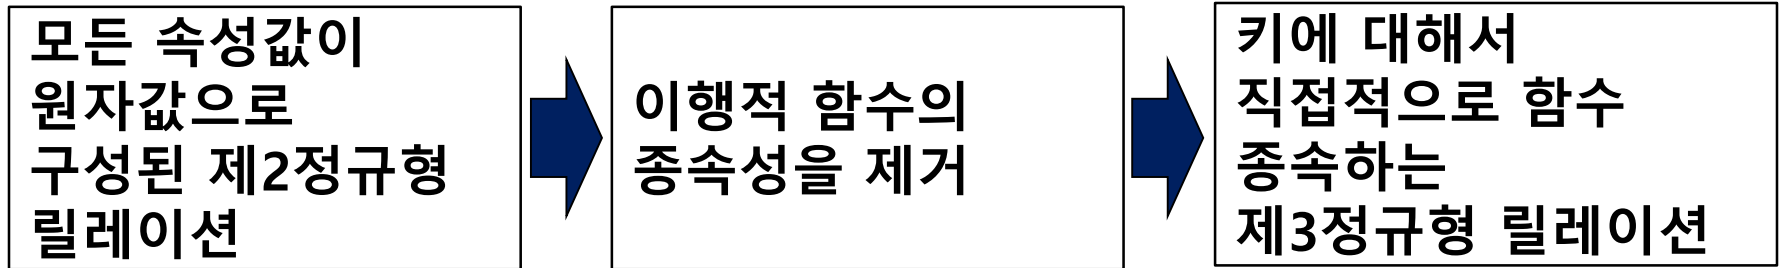 모든 속성값이
원자값으로
구성된 제2정규형
릴레이션
이행적 함수의
종속성을 제거
키에 대해서
직접적으로 함수
종속하는
제3정규형 릴레이션